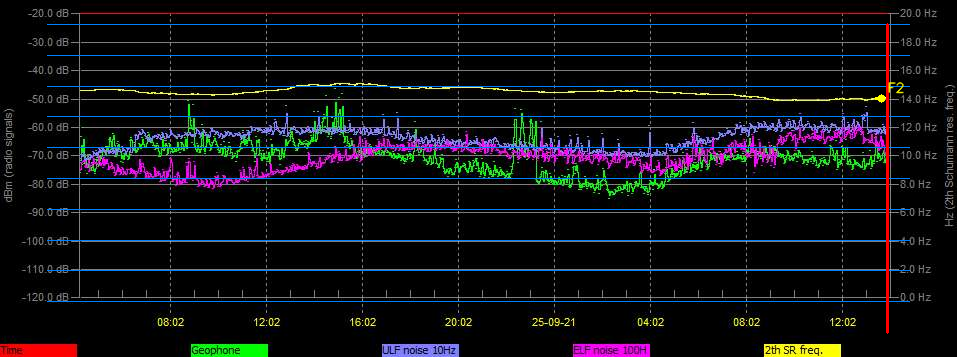 -20.0 dB 20.0 Hz
-30.0 dB 18.0 Hz
-40.0 dB 16.0 Hz
F2
-50.0 dB 14.0 Hz
-60.0 dB 12.0 Hz
-70.0 dB 10.0 Hz
-80.0 dB 8.0 Hz
-90.0 dB 6.0 Hz
-100.0 dB 4.0 Hz
-110.0 dB 2.0 Hz
-120.0 dB 0.0 Hz
dBm (radio signals)
Hz (2th Schumann res. freq.)
08:02 12:02 16:02 20:02 25-09-21 04:02 08:02 12:02
Time Geophone ULF noise 10Hz ELF noise 100H 2th SR freq.